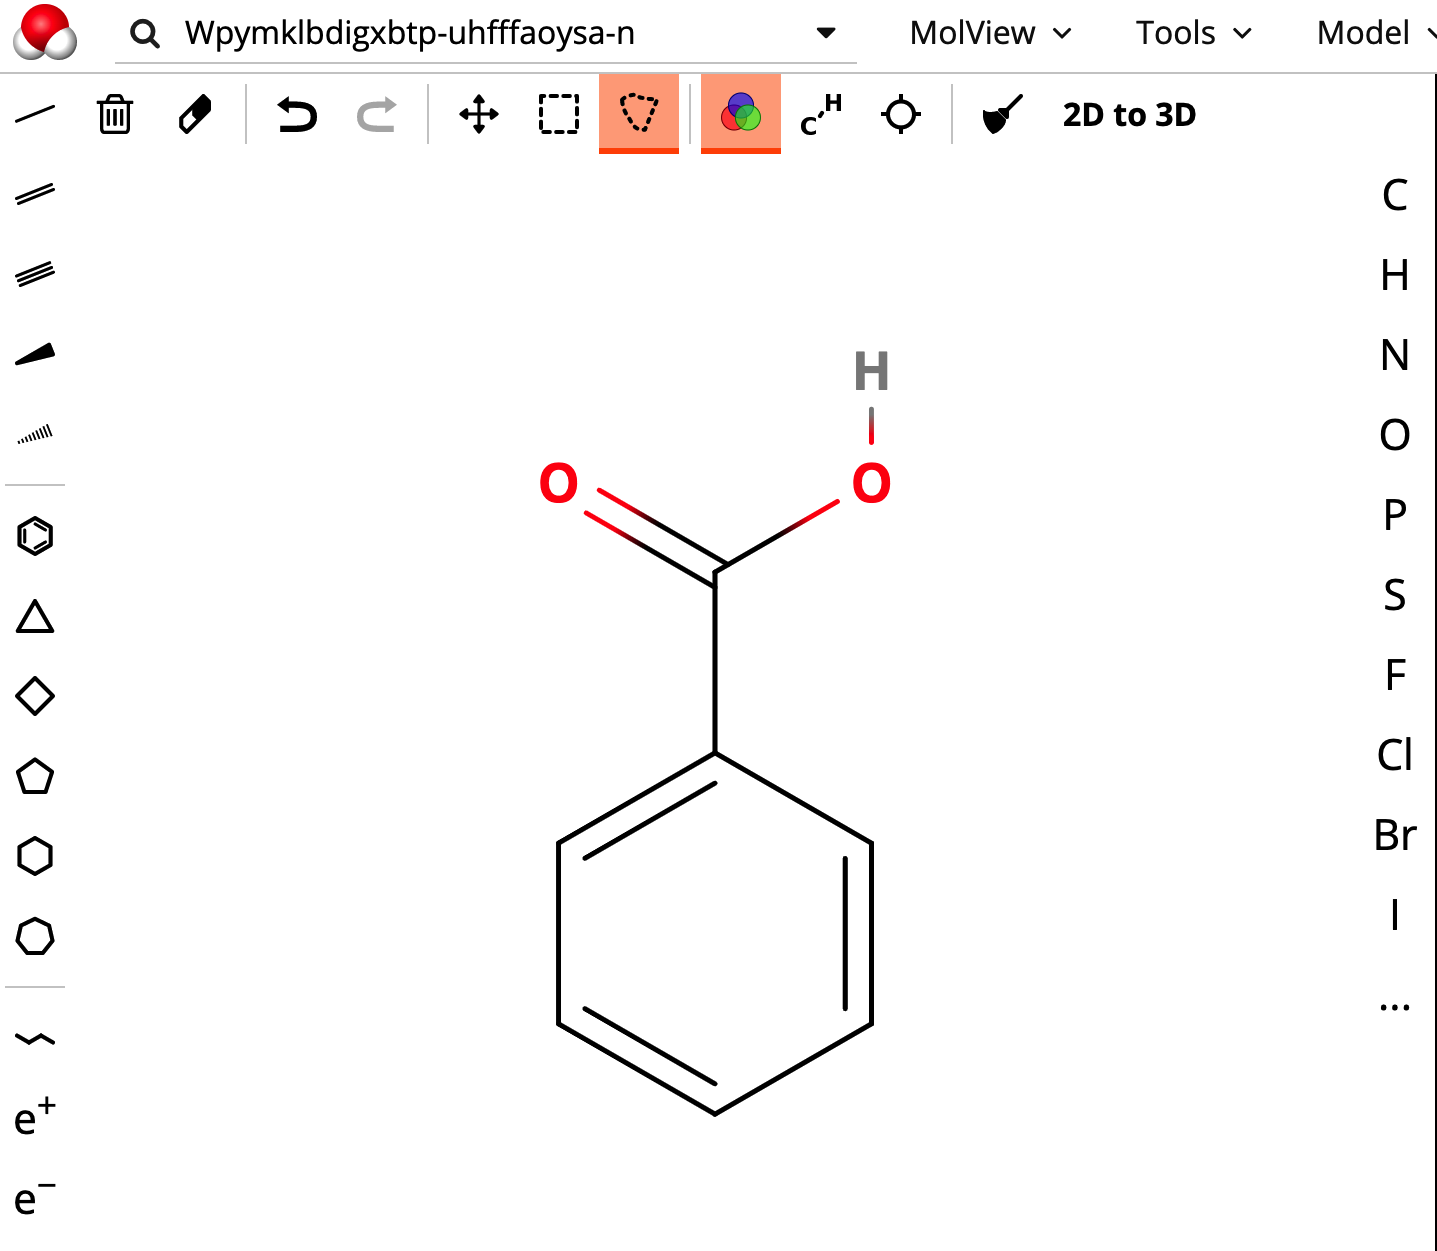 Wpymklbdigxbtp-uhfffaoysa-n MolView Tools Model
C H 2D to 3D
C
H
N
O
P
S
F
Cl
Br
I
...
H
O O
e+
e−